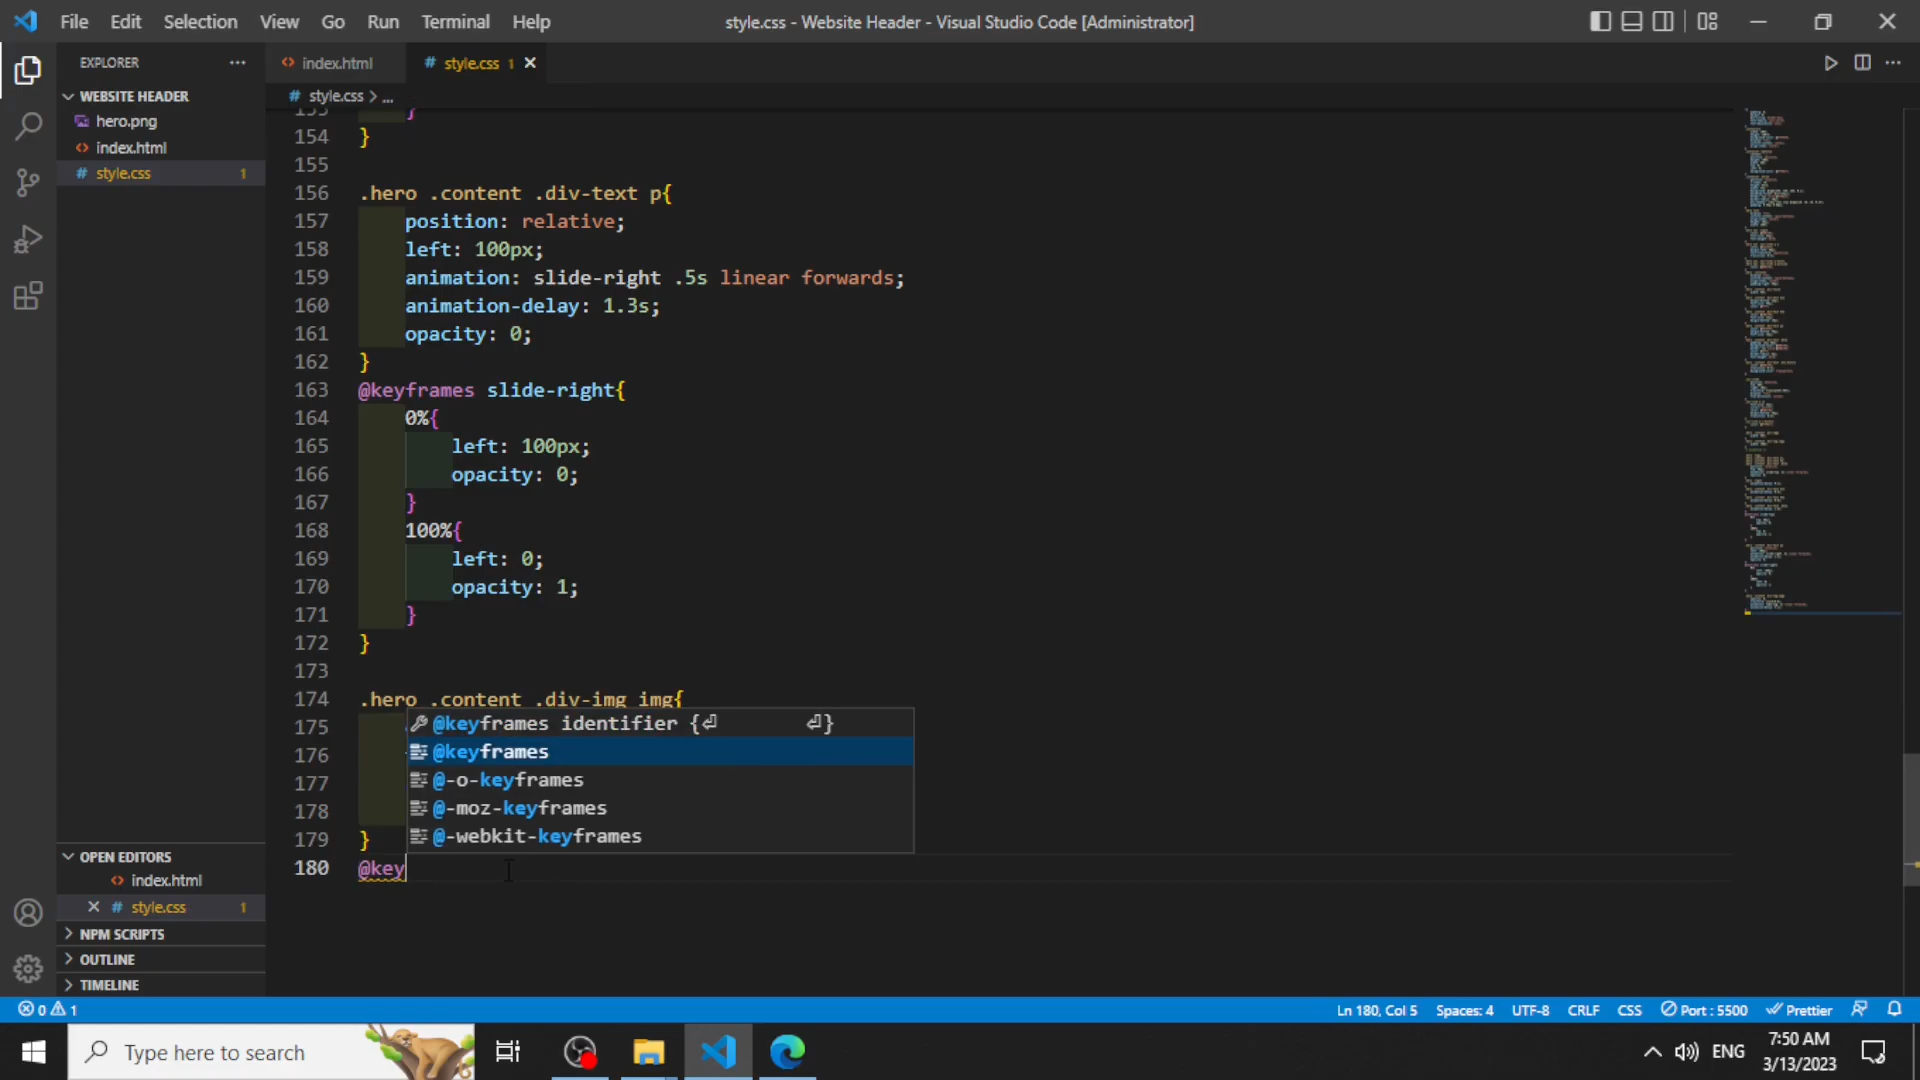 File Edit Selection View Go Run Terminal Help
style.css - Website Header - Visual Studio Code [Administrator]
EXPLORER
WEBSITE HEADER
hero.png
index.html
style.css 1
index.html
style.css 1
style.css > ...
153 }
154 }
155
156 .hero .content .div-text p{
157 position: relative;
158 left: 100px;
159 animation: slide-right .5s linear forwards;
160 animation-delay: 1.3s;
161 opacity: 0;
162 }
163 @keyframes slide-right{
164 0%{
165 left: 100px;
166 opacity: 0;
167 }
168 100%{
169 left: 0;
170 opacity: 1;
171 }
172 }
173
174 .hero .content .div-img img{
175
176
177
178
179 }
180 @key
@keyframes identifier {⏎ ⏎}
@keyframes
@-o-keyframes
@-moz-keyframes
@-webkit-keyframes
OPEN EDITORS
index.html
style.css 1
NPM SCRIPTS
OUTLINE
TIMELINE
0 1
Ln 180, Col 5 Spaces: 4 UTF-8 CRLF CSS Port : 5500 Prettier
Type here to search
ENG
7:50 AM
3/13/2023